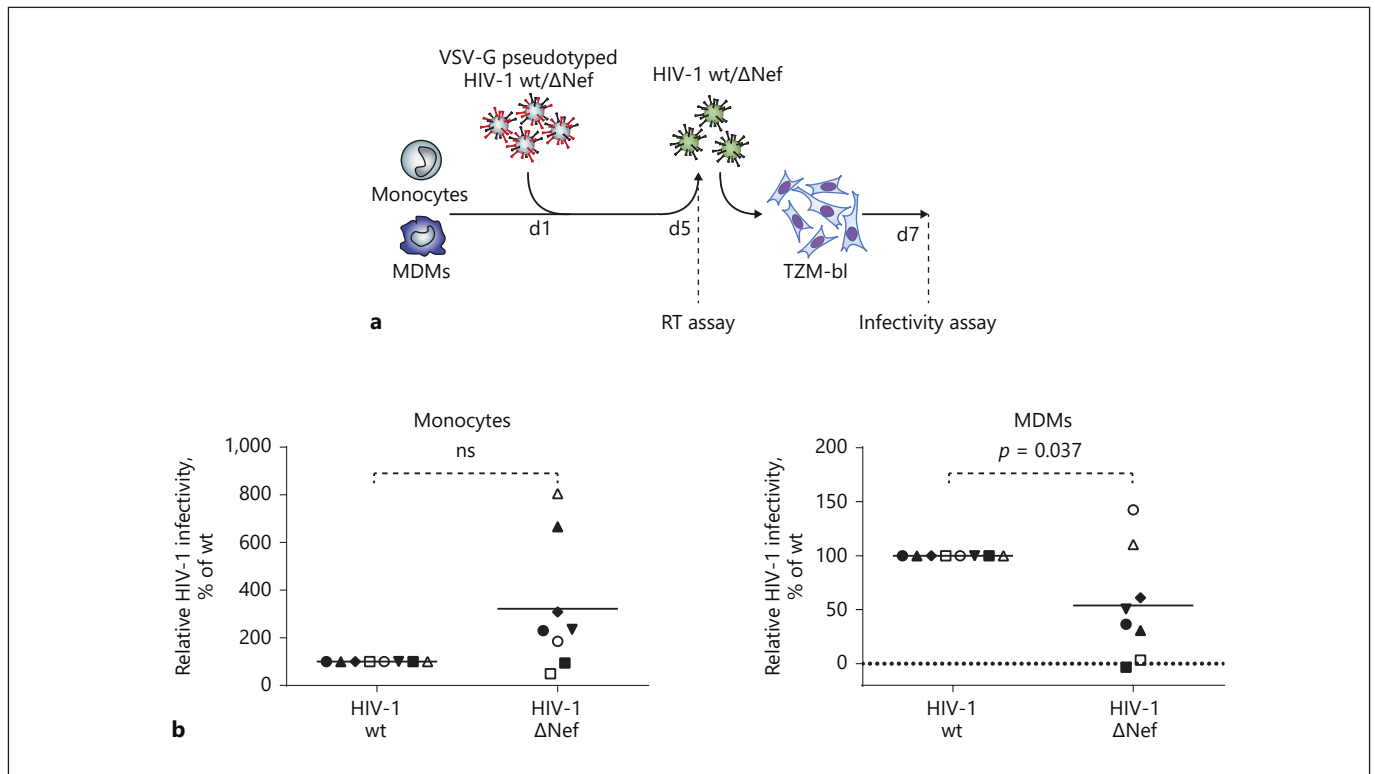 VSV-G pseudotyped
HIV-1 wt/ΔNef
HIV-1 wt/ΔNef
Monocytes
MDMs
d1
d5
TZM-bl
d7
RT assay
Infectivity assay
a
Monocytes
ns
Relative HIV-1 infectivity,
% of wt
1,000
800
600
400
200
0
HIV-1
wt
HIV-1
ΔNef
MDMs
p = 0.037
Relative HIV-1 infectivity,
% of wt
200
150
100
50
0
HIV-1
wt
HIV-1
ΔNef
b